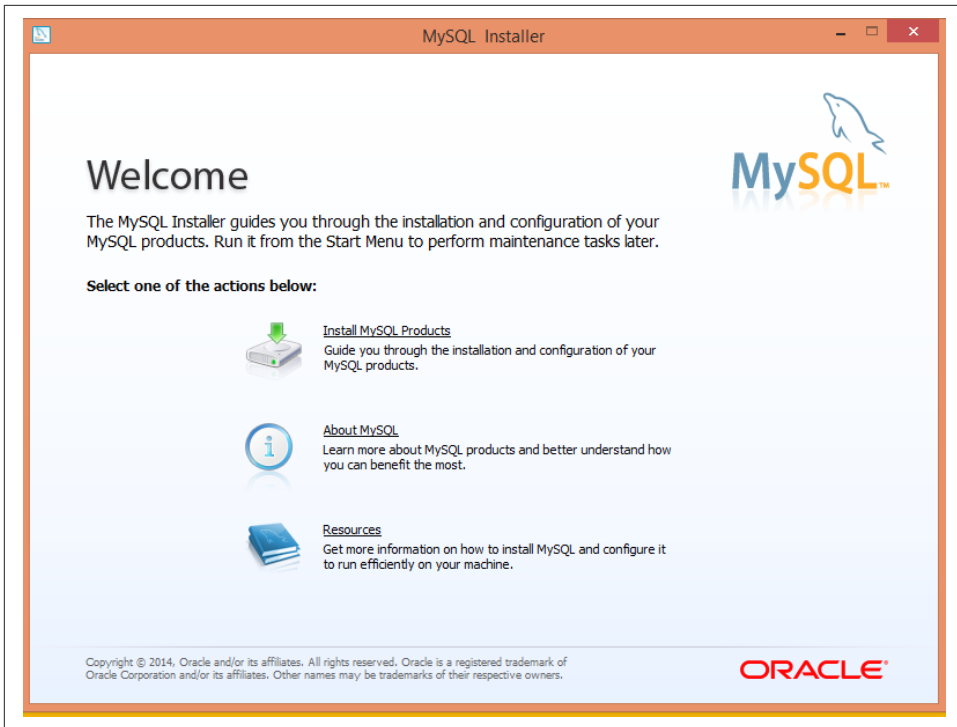 MySQL Installer
MySQL™
Welcome
The MySQL Installer guides you through the installation and configuration of your
MySQL products. Run it from the Start Menu to perform maintenance tasks later.
Select one of the actions below:
Install MySQL Products
Guide you through the installation and configuration of your
MySQL products.
About MySQL
Learn more about MySQL products and better understand how
you can benefit the most.
Resources
Get more information on how to install MySQL and configure it
to run efficiently on your machine.
Copyright © 2014, Oracle and/or its affiliates. All rights reserved. Oracle is a registered trademark of
Oracle Corporation and/or its affiliates. Other names may be trademarks of their respective owners.
ORACLE®